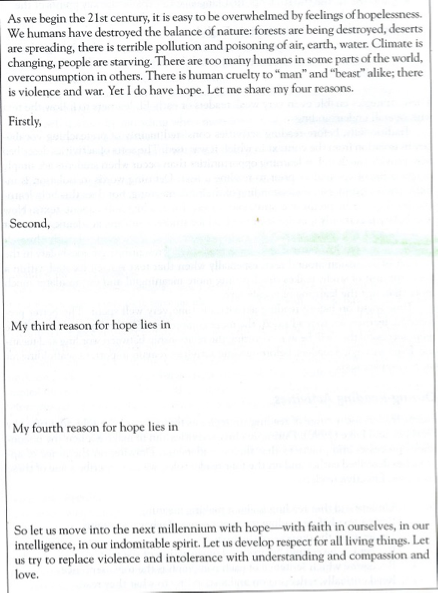 As we begin the 21st century, it is easy to be overwhelmed by feelings of hopelessness.
We humans have destroyed the balance of nature: forests are being destroyed, deserts
are spreading, there is terrible pollution and poisoning of air, earth, water. Climate is
changing, people are starving. There are too many humans in some parts of the world,
overconsumption in others. There is human cruelty to “man” and “beast” alike; there
is violence and war. Yet I do have hope. Let me share my four reasons.
Firstly,
Second,
My third reason for hope lies in
My fourth reason for hope lies in
So let us move into the next millennium with hope—with faith in ourselves, in our
intelligence, in our indomitable spirit. Let us develop respect for all living things. Let
us try to replace violence and intolerance with understanding and compassion and
love.